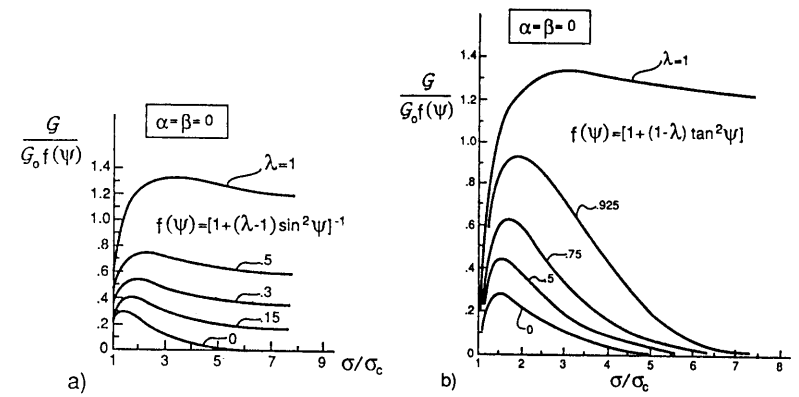 α=β=0
G
G₀f(ψ)
1.4
1.2
1.0
.8
.6
.4
.2
0
λ=1
f(ψ)=[1+(λ-1)sin²ψ]⁻¹
.5
.3
.15
0
1
3
5
7
9
σ/σc
a)
α=β=0
G
G₀f(ψ)
1.4
1.2
1.0
.8
.6
.4
.2
0
λ=1
f(ψ)=[1+(1-λ)tan²ψ]
.925
.75
.5
0
1
2
3
4
5
6
7
8
σ/σc
b)